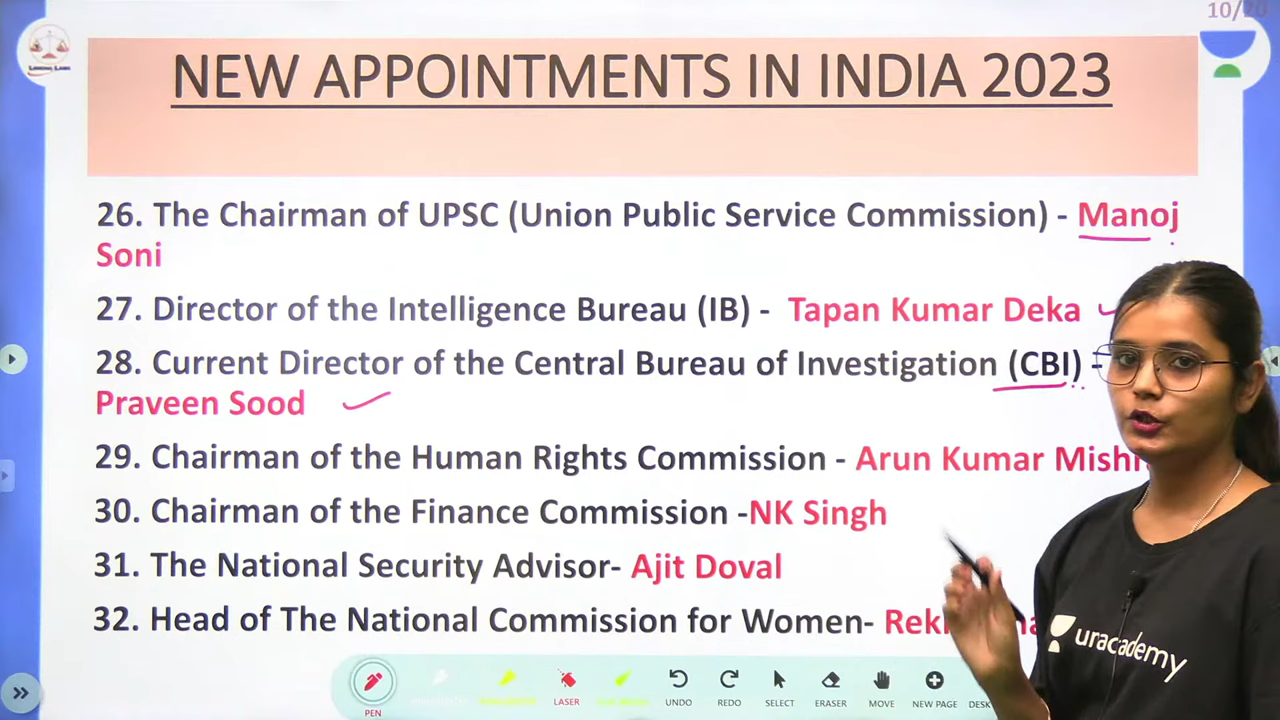 10/20
NEW APPOINTMENTS IN INDIA 2023
26. The Chairman of UPSC (Union Public Service Commission) - Manoj
Soni
27. Director of the Intelligence Bureau (IB) - Tapan Kumar Deka
28. Current Director of the Central Bureau of Investigation (CBI) -
Praveen Sood
29. Chairman of the Human Rights Commission - Arun Kumar
30. Chairman of the Finance Commission -NK Singh
31. The National Security Advisor- Ajit Doval
32. Head of The National Commission for Women-
uracademy
PEN
LASER
UNDO
REDO
SELECT
ERASER
MOVE
NEW PAGE
DESK